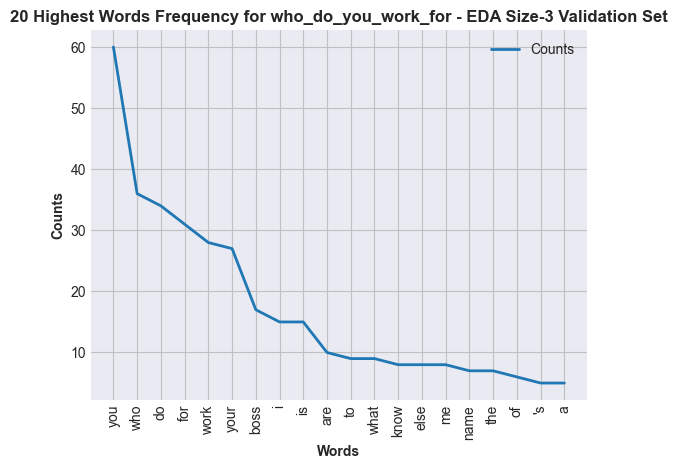 20 Highest Words Frequency for who_do_you_work_for - EDA Size-3 Validation Set
Counts
60
50
40
30
20
10
Counts
you
who
do
for
work
your
boss
i
is
are
to
what
know
else
me
name
the
of
's
a
Words